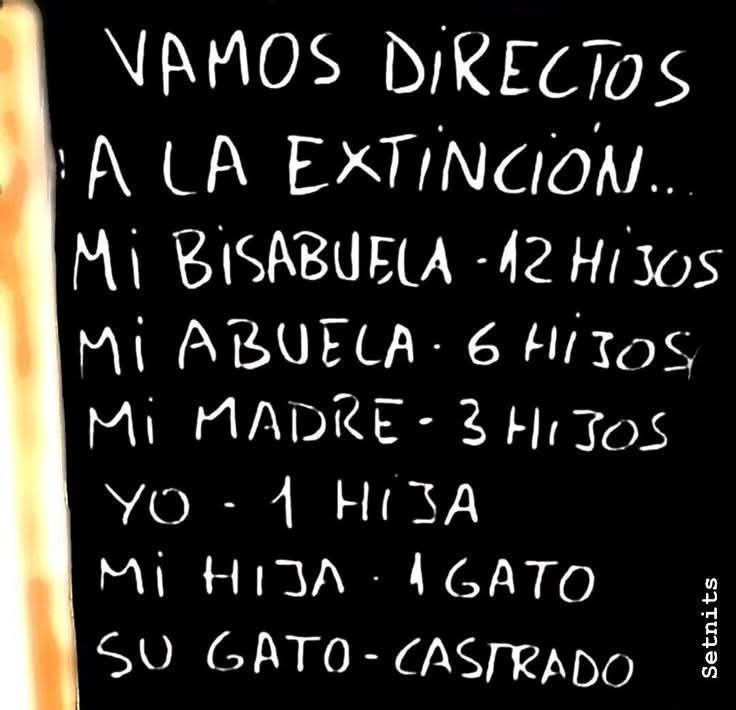 VAMOS DIRECTOS
A LA EXTINCIÓN...
MI BISABUELA - 12 HIJOS
MI ABUELA - 6 HIJOS
MI MADRE - 3 HIJOS
YO - 1 HIJA
MI HIJA - 1 GATO
SU GATO - CASTRADO
Setnits